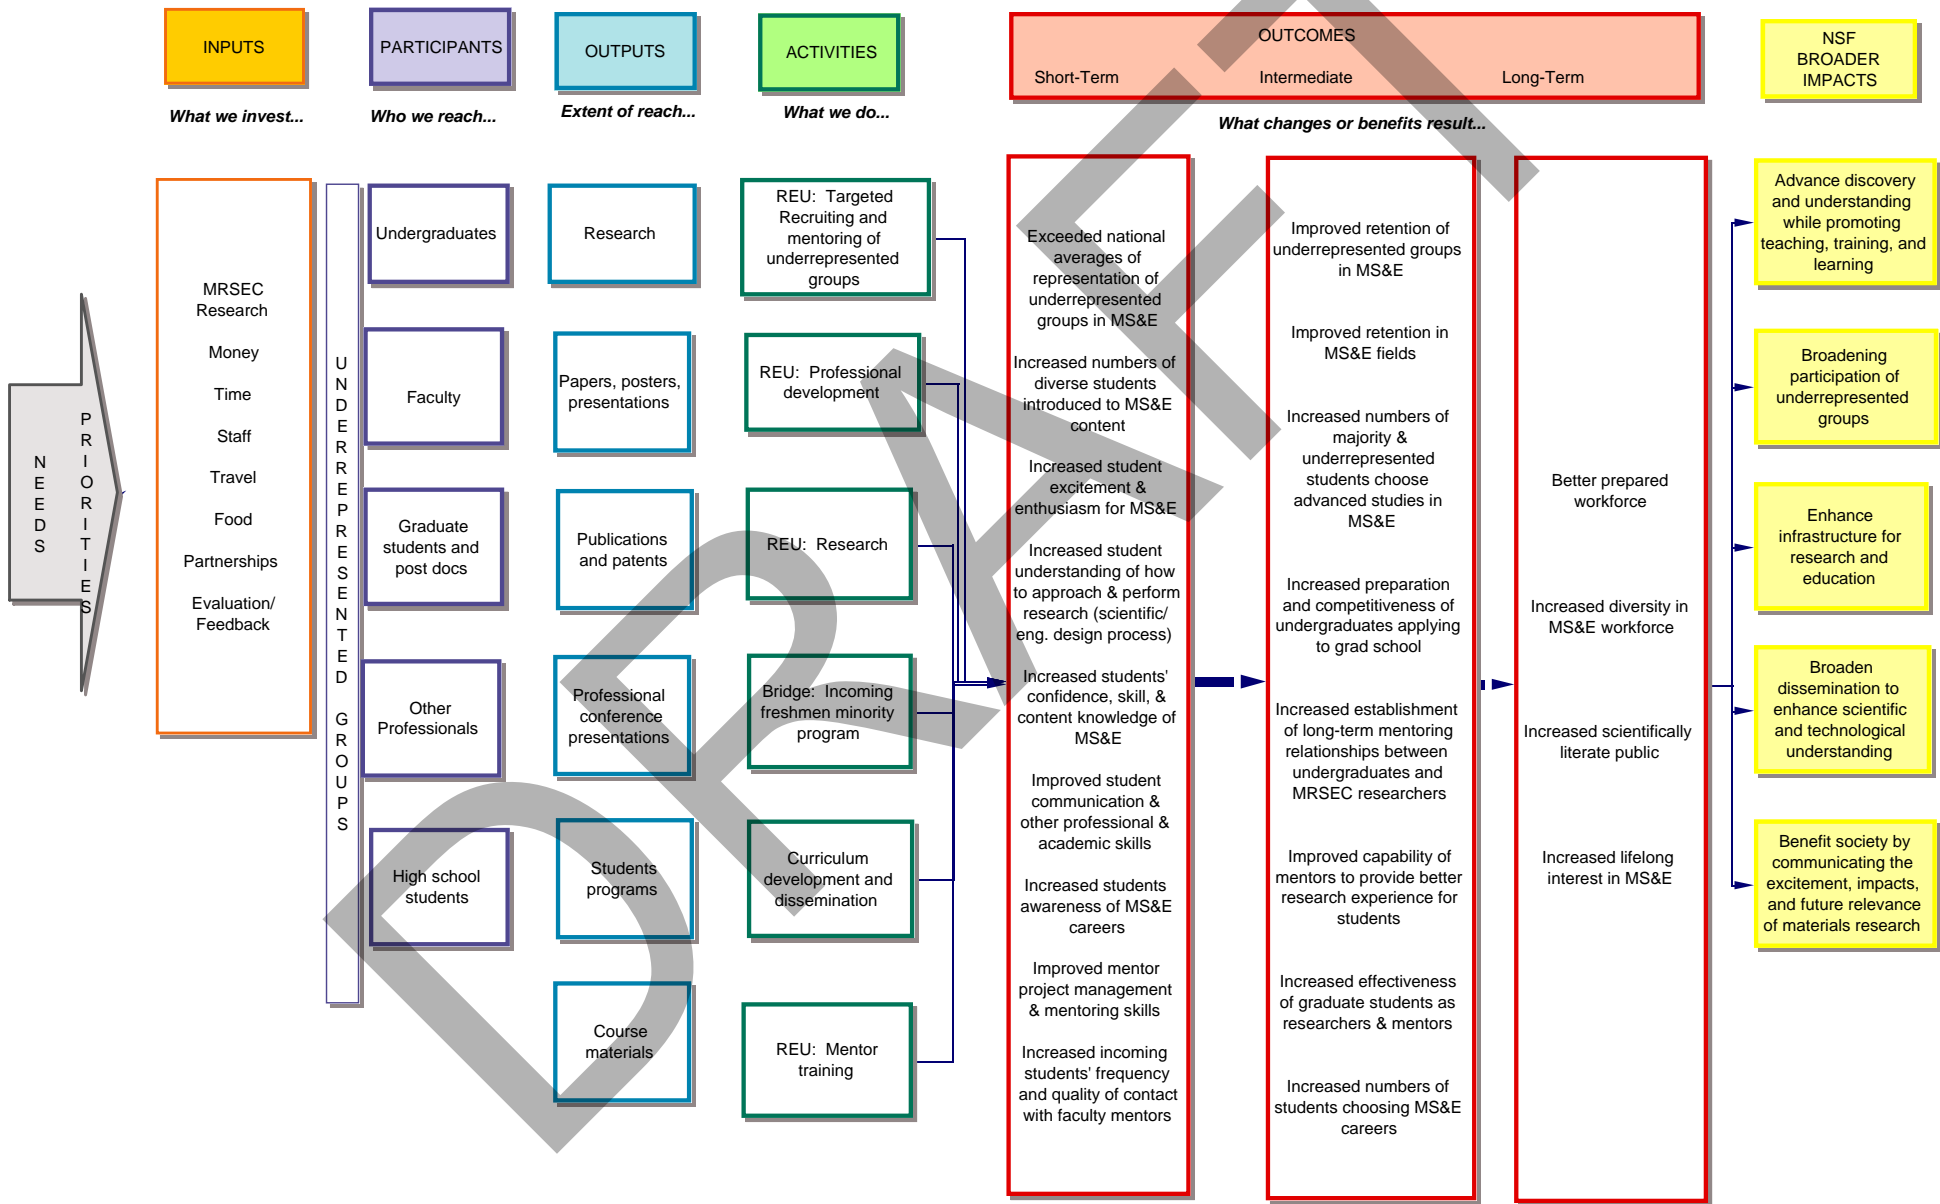 INPUTS
PARTICIPANTS
OUTPUTS
ACTIVITIES
OUTCOMES
Short-Term
Intermediate
Long-Term
NSF
BROADER
IMPACTS
What we invest...
Who we reach...
Extent of reach...
What we do...
What changes or benefits result...
NEEDS
PRIORITIES
MRSEC
Research
Money
Time
Staff
Travel
Food
Partnerships
Evaluation/
Feedback
UNDERREPRESENTED GROUPS
Undergraduates
Faculty
Graduate
students and
post docs
Other
Professionals
High school
students
Research
Papers, posters,
presentations
Publications
and patents
Professional
conference
presentations
Students
programs
Course
materials
REU: Targeted
Recruiting and
mentoring of
underrepresented
groups
REU: Professional
development
REU: Research
Bridge: Incoming
freshmen minority
program
Curriculum
development and
dissemination
REU: Mentor
training
Exceeded national
averages of
representation of
underrepresented
groups in MS&E
Increased numbers of
diverse students
introduced to MS&E
content
Increased student
excitement &
enthusiasm for MS&E
Increased student
understanding of how
to approach & perform
research (scientific/
eng. design process)
Increased students'
confidence, skill, &
content knowledge of
MS&E
Improved student
communication &
other professional &
academic skills
Increased students
awareness of MS&E
careers
Improved mentor
project management
& mentoring skills
Increased incoming
students' frequency
and quality of contact
with faculty mentors
Improved retention of
underrepresented groups
in MS&E
Improved retention in
MS&E fields
Increased numbers of
majority &
underrepresented
students choose
advanced studies in
MS&E
Increased preparation
and competitiveness of
undergraduates applying
to grad school
Increased establishment
of long-term mentoring
relationships between
undergraduates and
MRSEC researchers
Improved capability of
mentors to provide better
research experience for
students
Increased effectiveness
of graduate students as
researchers & mentors
Increased numbers of
students choosing MS&E
careers
Better prepared
workforce
Increased diversity in
MS&E workforce
Increased scientifically
literate public
Increased lifelong
interest in MS&E
Advance discovery
and understanding
while promoting
teaching, training, and
learning
Broadening
participation of
underrepresented
groups
Enhance
infrastructure for
research and
education
Broaden
dissemination to
enhance scientific
and technological
understanding
Benefit society by
communicating the
excitement, impacts,
and future relevance
of materials research
DRAFT